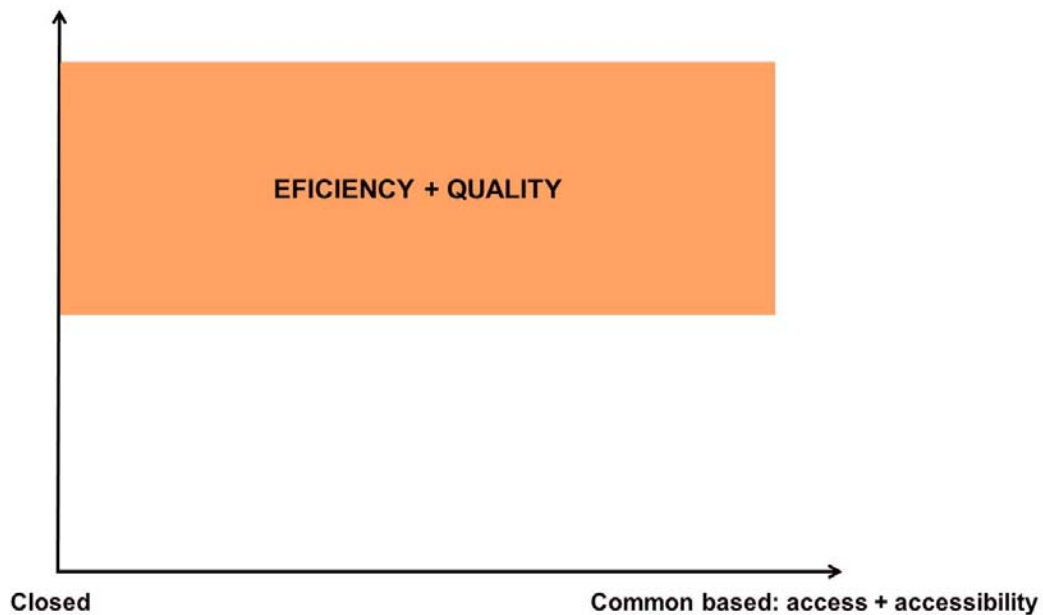 EFICIENCY + QUALITY
Closed
Common based: access + accessibility